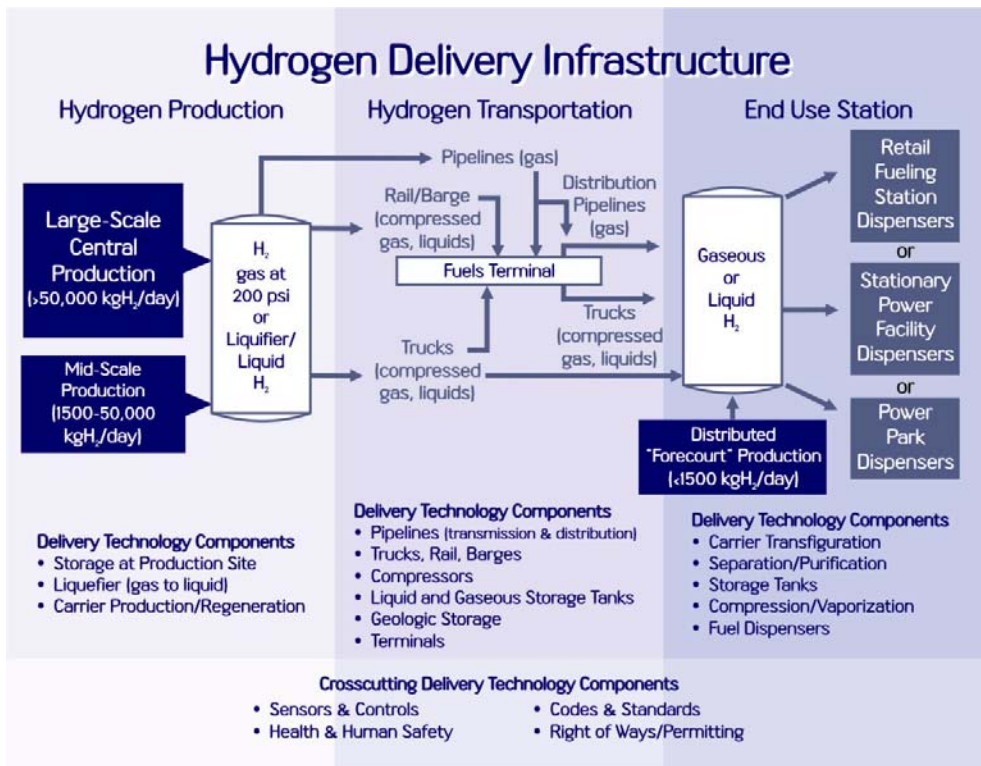 Hydrogen Delivery Infrastructure
Hydrogen Production
Hydrogen Transportation
End Use Station
Large-Scale
Central
Production
(>50,000 kgH₂/day)
Mid-Scale
Production
(1500-50,000
kgH₂/day)
H₂
gas at
200 psi
or
Liquifier/
Liquid
H₂
Pipelines (gas)
Rail/Barge
(compressed
gas, liquids)
Distribution
Pipelines
(gas)
Fuels Terminal
Trucks
(compressed
gas, liquids)
Trucks
(compressed
gas, liquids)
Gaseous
or
Liquid
H₂
Distributed
"Forecourt" Production
(<1500 kgH₂/day)
Retail
Fueling
Station
Dispensers
or
Stationary
Power
Facility
Dispensers
or
Power
Park
Dispensers
Delivery Technology Components
• Storage at Production Site
• Liquefier (gas to liquid)
• Carrier Production/Regeneration
Delivery Technology Components
• Pipelines (transmission & distribution)
• Trucks, Rail, Barges
• Compressors
• Liquid and Gaseous Storage Tanks
• Geologic Storage
• Terminals
Delivery Technology Components
• Carrier Transfiguration
• Separation/Purification
• Storage Tanks
• Compression/Vaporization
• Fuel Dispensers
Crosscutting Delivery Technology Components
• Sensors & Controls
• Health & Human Safety
• Codes & Standards
• Right of Ways/Permitting